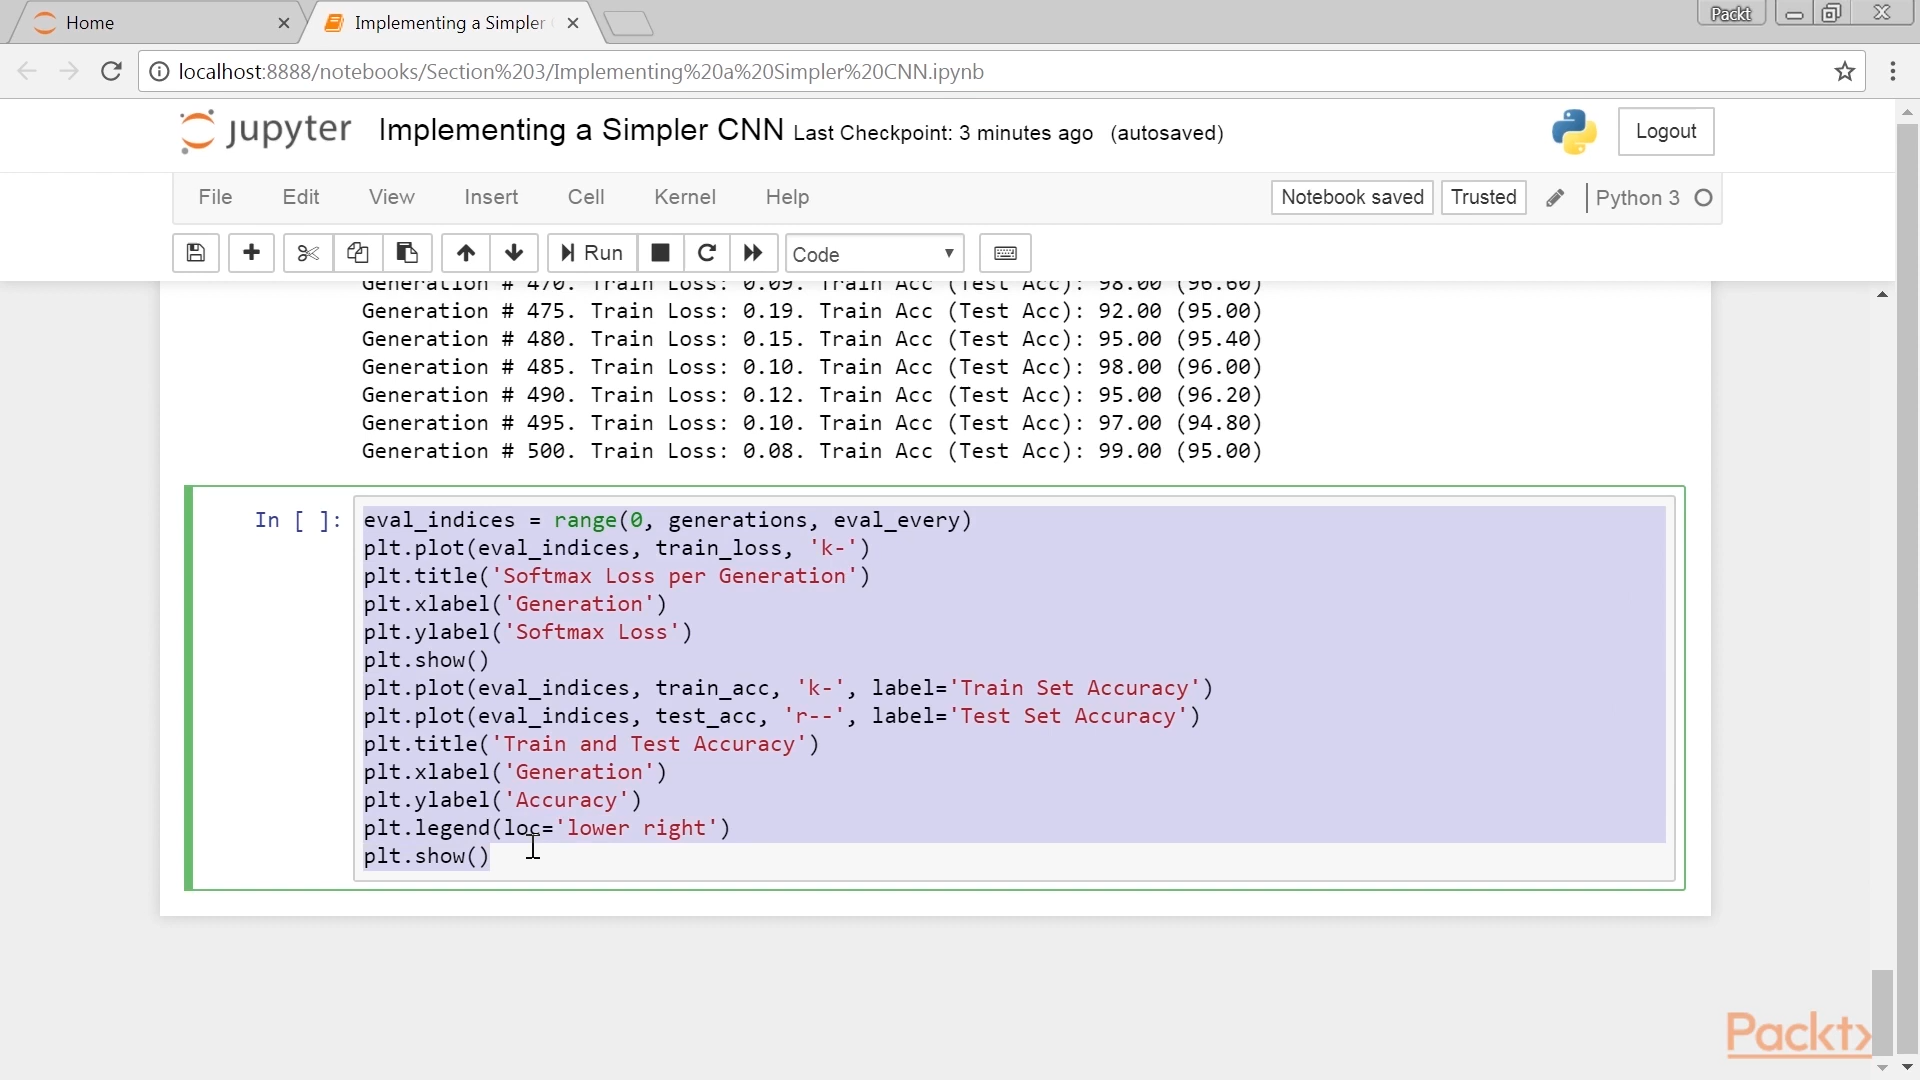 Home
Implementing a Simpler
Packt
localhost:8888/notebooks/Section%203/Implementing%20a%20Simpler%20CNN.ipynb
jupyter Implementing a Simpler CNN Last Checkpoint: 3 minutes ago (autosaved)
Logout
File Edit View Insert Cell Kernel Help
Notebook saved Trusted Python 3
Run Code
Generation # 470. Train Loss: 0.09. Train Acc (Test Acc): 98.00 (96.60)
Generation # 475. Train Loss: 0.19. Train Acc (Test Acc): 92.00 (95.00)
Generation # 480. Train Loss: 0.15. Train Acc (Test Acc): 95.00 (95.40)
Generation # 485. Train Loss: 0.10. Train Acc (Test Acc): 98.00 (96.00)
Generation # 490. Train Loss: 0.12. Train Acc (Test Acc): 95.00 (96.20)
Generation # 495. Train Loss: 0.10. Train Acc (Test Acc): 97.00 (94.80)
Generation # 500. Train Loss: 0.08. Train Acc (Test Acc): 99.00 (95.00)
In [ ]: eval_indices = range(0, generations, eval_every)
plt.plot(eval_indices, train_loss, 'k-')
plt.title('Softmax Loss per Generation')
plt.xlabel('Generation')
plt.ylabel('Softmax Loss')
plt.show()
plt.plot(eval_indices, train_acc, 'k-', label='Train Set Accuracy')
plt.plot(eval_indices, test_acc, 'r--', label='Test Set Accuracy')
plt.title('Train and Test Accuracy')
plt.xlabel('Generation')
plt.ylabel('Accuracy')
plt.legend(loc='lower right')
plt.show()
Packt